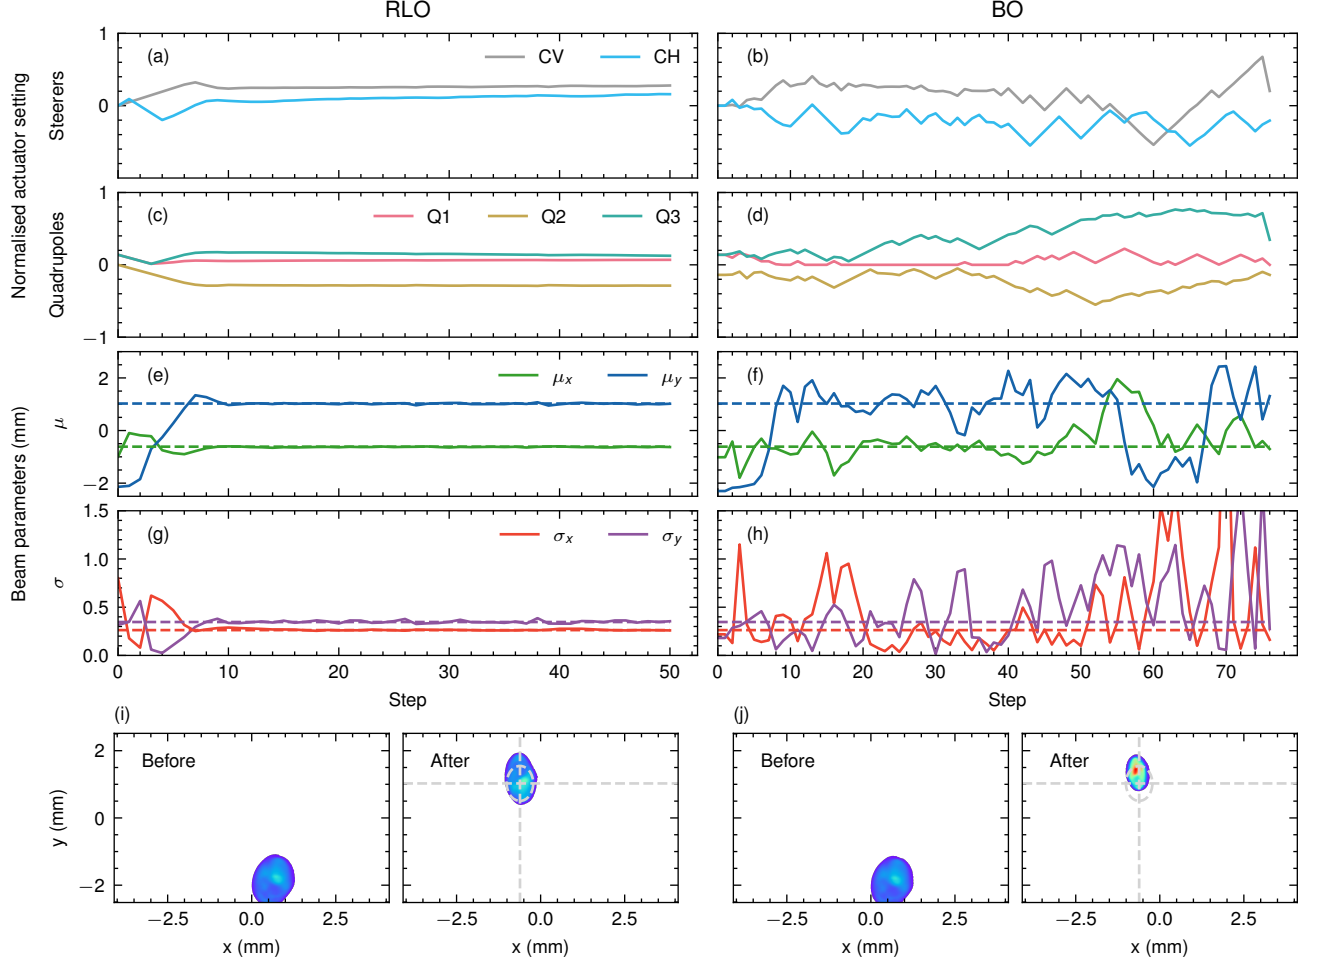 RLO BO
Normalised actuator setting
Steerers
1
0
(a) CV CH
(b)
Quadrupoles
1
0
−1
(c) Q1 Q2 Q3
(d)
Beam parameters (mm)
μ
2
0
−2
(e) μx μy
(f)
σ
1.5
1.0
0.5
0.0
(g) σx σy
(h)
0 10 20 30 40 50
0 10 20 30 40 50 60 70
Step Step
(i) (j)
y (mm)
2
0
−2
Before After Before After
−2.5 0.0 2.5 −2.5 0.0 2.5 −2.5 0.0 2.5 −2.5 0.0 2.5
x (mm) x (mm) x (mm) x (mm)